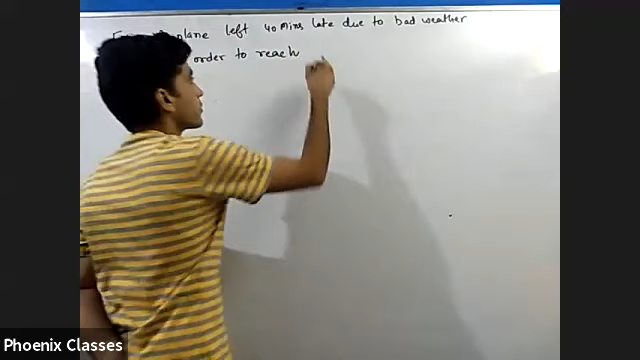 plane left 40 mins late due to bad weather
order to reach
Phoenix Classes